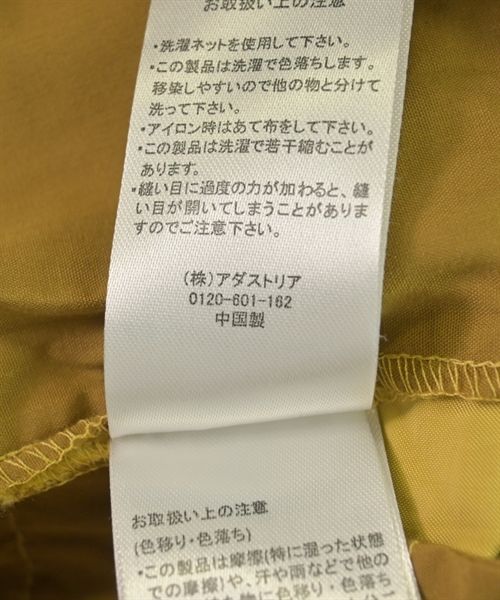 お取扱い上の注意
・洗濯ネットを使用して下さい。
・この製品は洗濯で色落ちします。
移染しやすいので他の物と分けて
洗って下さい。
・アイロン時はあて布をして下さい。
・この製品は洗濯で若干縮むことが
あります。
・縫い目に過度の力が加わると、縫
い目が開いてしまうことがありま
すのでご注意下さい。
(株)アダストリア
0120-601-162
中国製
お取扱い上の注意
(色移り・色落ち)
・この製品は摩擦(特に湿った状態
での摩擦)や、汗や雨などで他の
色移り・色落ち